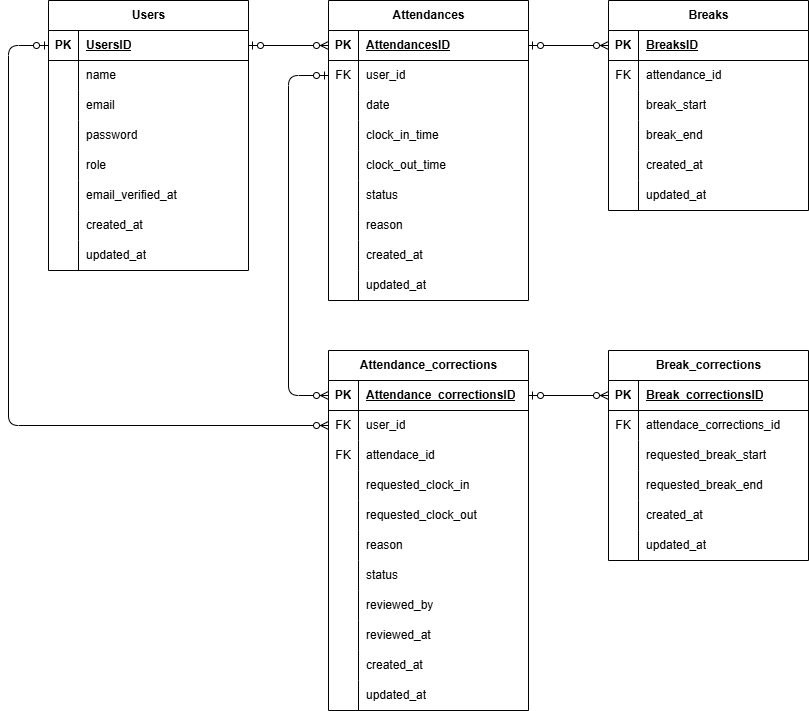 Users
PK UsersID
name
email
password
role
email_verified_at
created_at
updated_at
Attendances
PK AttendancesID
FK user_id
date
clock_in_time
clock_out_time
status
reason
created_at
updated_at
Breaks
PK BreaksID
FK attendance_id
break_start
break_end
created_at
updated_at
Attendance_corrections
PK Attendance_correctionsID
FK user_id
FK attendace_id
requested_clock_in
requested_clock_out
reason
status
reviewed_by
reviewed_at
created_at
updated_at
Break_corrections
PK Break_correctionsID
FK attendace_corrections_id
requested_break_start
requested_break_end
created_at
updated_at